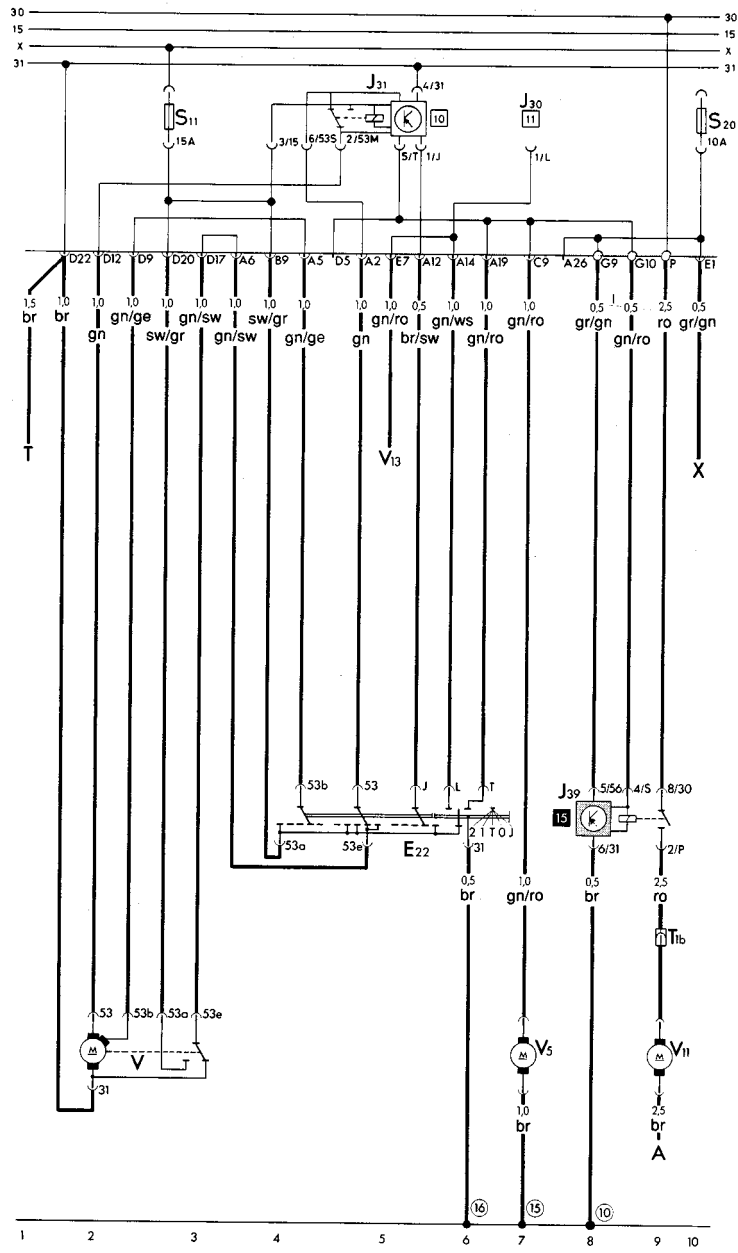 30 30
15 15
X X
31 31
J31 4/31
J30
S11 10 11 S20
15A 3/15 6/53S 2/53M 10A
5/T 1/J 1/L
D22 D12 D9 D20 D17 A6 B9 A5 D5 A2 E7 A12 A14 A19 C9 A26 G9 G10 P E1
1,5 1,0 1,0 1,0 1,0 1,0 1,0 1,0 1,0 1,0 1,0 0,5 1,0 1,0 1,0 0,5 0,5 2,5 0,5
br br gn/ge gn/sw sw/gr gn gn/ro gn/ws gn/ro gr/gn ro gr/gn
gn sw/gr gn/sw gn/ge br/sw gn/ro gn/ro
T V13 X
53b 53 J L T J39 5/56 4/S 8/30
15
2 1 T 0 J
53a 53e E22 31 6/31 2/P
0,5 1,0 0,5 2,5
br gn/ro br ro
T1b
53 53b 53a 53e
M V M V5 M V11
31
1,0 2,5
br br
A
16 15 10
1 2 3 4 5 6 7 8 9 10